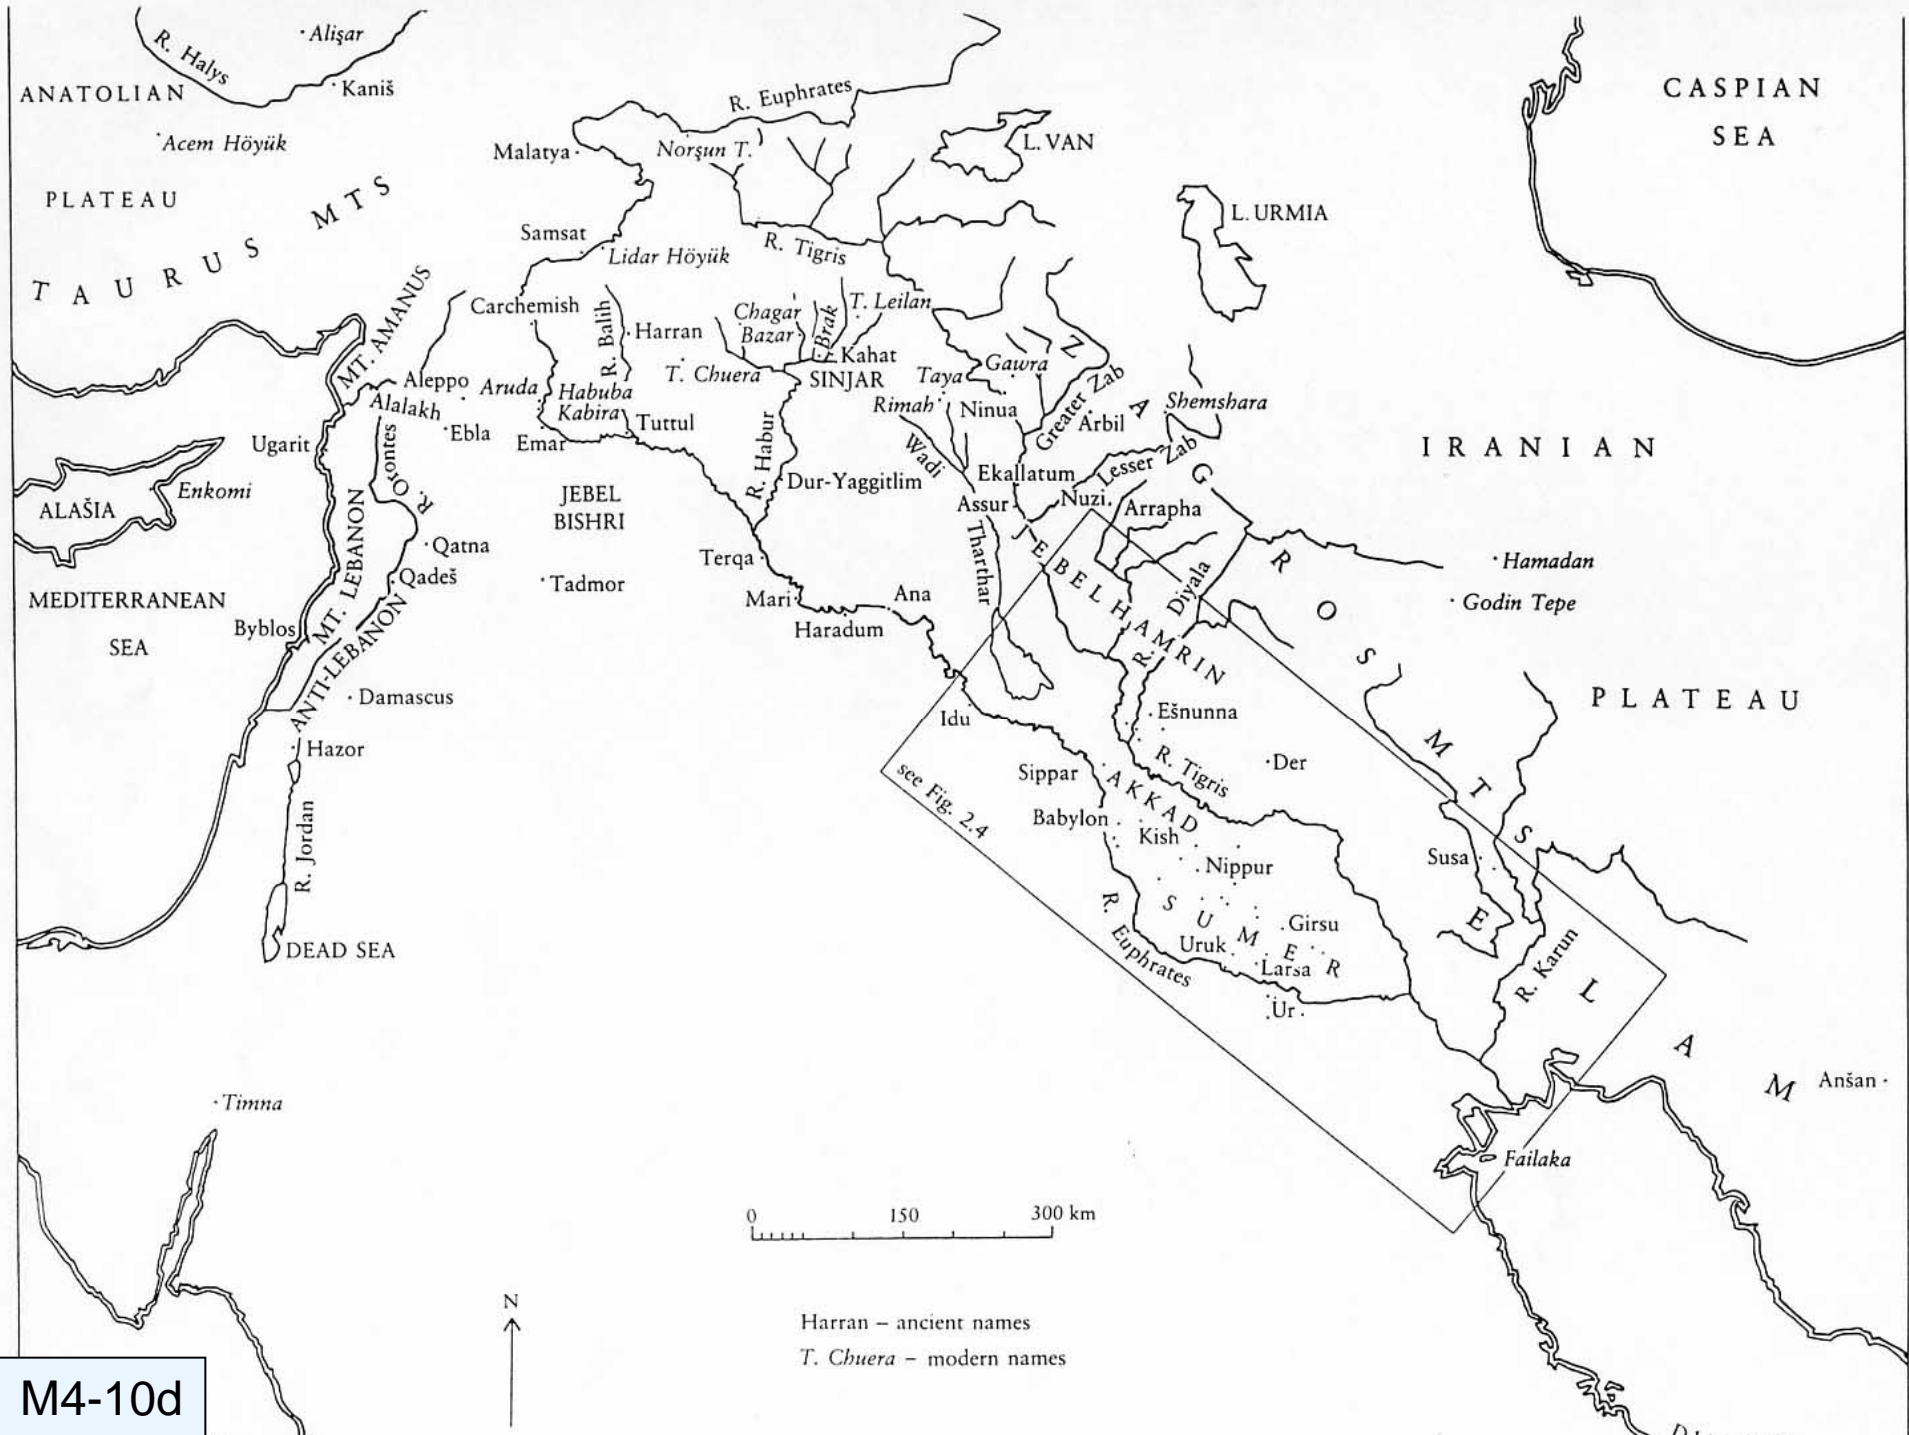 R. Halys
Alişar
Kaniš
ANATOLIAN
PLATEAU
Acem Höyük
TAURUS MTS
R. Euphrates
Malatya
Norşun T.
L. VAN
L. URMIA
CASPIAN
SEA
Samsat
Lidar Höyük
R. Tigris
MT. AMANUS
Carchemish
R. Balih
Harran
Chagar
Bazar
Brak
T. Leilan
Kahat
T. Chuera
SINJAR
Taya
Gawra
Rimah
Ninua
Greater Zab
Arbil
Shemshara
Aleppo
Alalakh
Aruda
Habuba
Kabira
Ebla
Emar
Tuttul
Ugarit
R. Orontes
R. Habur
Wadi
Tharthar
Ekallatum
Lesser Zab
ZAGROS MTS
IRANIAN
PLATEAU
ALAŠIA
Enkomi
JEBEL
BISHRI
Dur-Yaggitlim
Assur
Nuzi
Arrapha
MT. LEBANON
Qatna
Qadeš
Tadmor
Terqa
Mari
Haradum
Ana
JEBEL HAMRIN
R. Diyala
Hamadan
Godin Tepe
MEDITERRANEAN
SEA
Byblos
ANTI-LEBANON
Damascus
Hazor
R. Jordan
DEAD SEA
Idu
Ešnunna
Der
R. Tigris
see Fig. 2.4
Sippar
AKKAD
Babylon
Kish
Nippur
SUMER
R. Euphrates
Girsu
Uruk
Larsa
Ur
Susa
ELAM
R. Karun
Anšan
Failaka
Timna
0 150 300 km
N
Harran – ancient names
T. Chuera – modern names
M4-10d